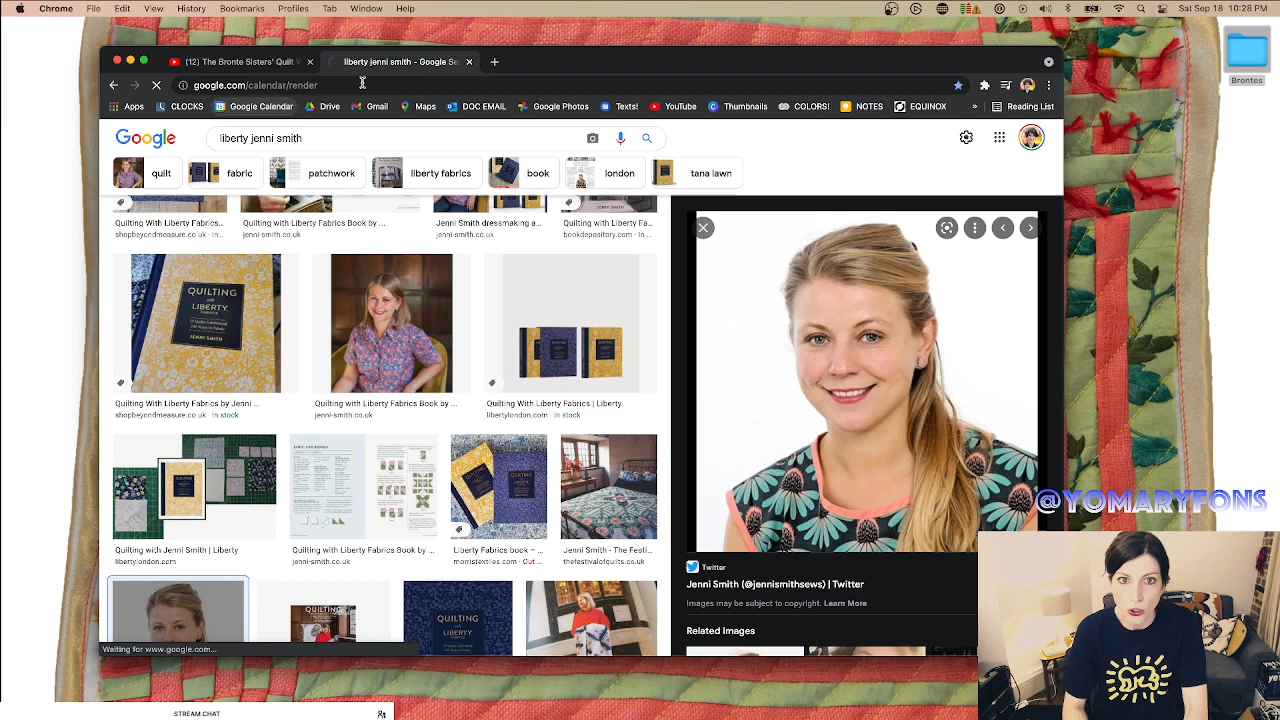 Chrome File Edit View History Bookmarks Profiles Tab Window Help Sat Sep 18 10:28 PM
(12) The Bronte Sisters' Quilt
liberty jenni smith - Google Se
google.com/calendar/render
Apps CLOCKS Google Calendar Drive Gmail Maps DOC EMAIL Google Photos Texts! YouTube Thumbnails COLORS! NOTES EQUINOX » Reading List
Brontes
Google
liberty jenni smith
quilt fabric patchwork liberty fabrics book london tana lawn
Quilting With Liberty Fabrics... Quilting With Liberty Fabrics Book by ... Jenni Smith dressmaking a... Quilting With Liberty Fabrics...
shopbeyondmeasure.co.uk · In... jenni-smith.co.uk jenni-smith.co.uk bookdepository.com · In ...
QUILTING
with
LIBERTY
FABRICS
JENNI SMITH
Quilting With Liberty Fabrics by Jenni ... Quilting With Liberty Fabrics Book by ... Quilting With Liberty Fabrics | Liberty
shopbeyondmeasure.co.uk · In stock jenni-smith.co.uk libertylondon.com · In stock
Quilting with Jenni Smith | Liberty Quilting with Liberty Fabrics Book by ... Liberty Fabrics book – ... Jenni Smith - The Festi...
libertylondon.com jenni-smith.co.uk morristextiles.com · Out ... thefestivalofquilts.co.uk
QUILTING
QUILTING
with
LIBERTY
Waiting for www.google.com...
Twitter
Jenni Smith (@jennismithsews) | Twitter
Images may be subject to copyright. Learn More
Related Images
@YOMARYFONS
STREAM CHAT